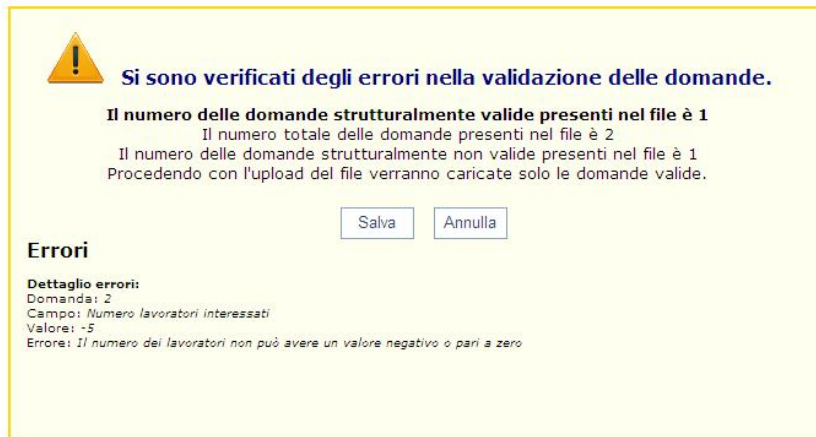 Si sono verificati degli errori nella validazione delle domande.
Il numero delle domande strutturalmente valide presenti nel file è 1
Il numero totale delle domande presenti nel file è 2
Il numero delle domande strutturalmente non valide presenti nel file è 1
Procedendo con l'upload del file verranno caricate solo le domande valide.
Salva Annulla
Errori
Dettaglio errori:
Domanda: 2
Campo: Numero lavoratori interessati
Valore: -5
Errore: Il numero dei lavoratori non può avere un valore negativo o pari a zero